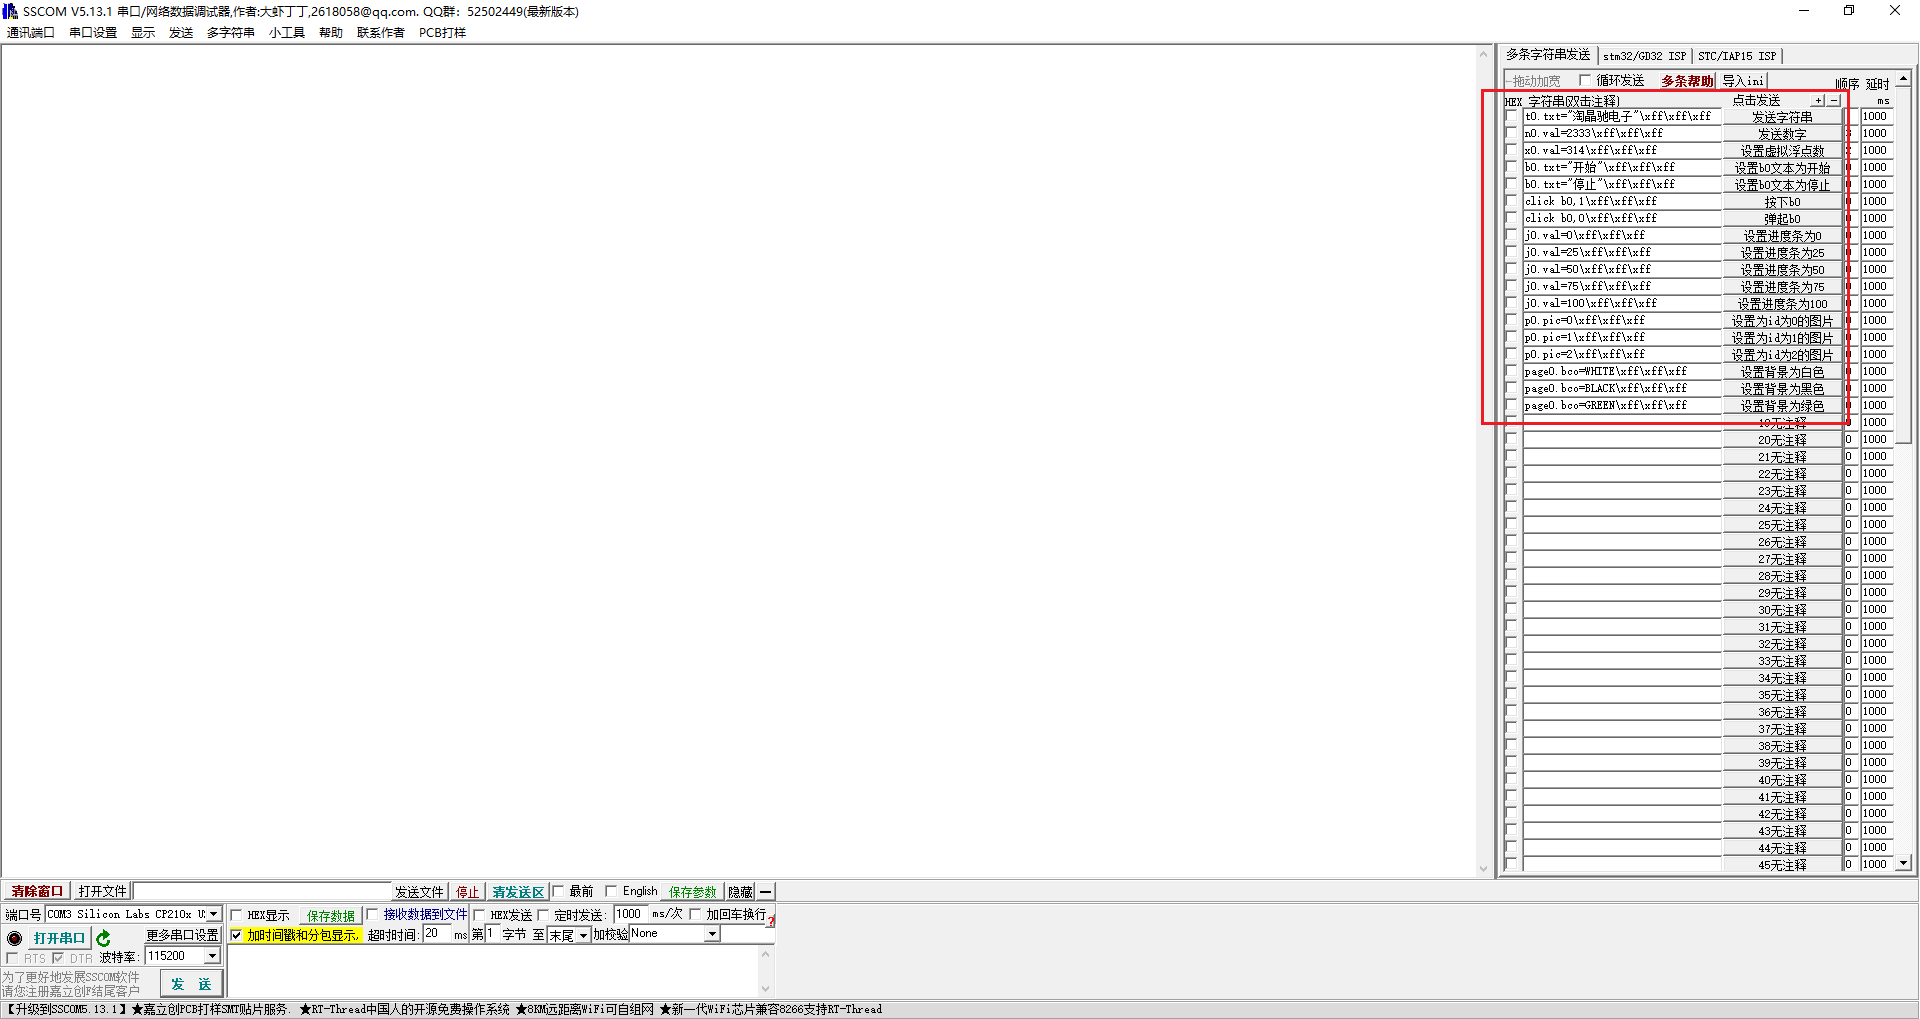 SSCOM V5.13.1 串口/网络数据调试器,作者:大虾丁丁,2618058@qq.com. QQ群: 52502449(最新版本)
通讯端口 串口设置 显示 发送 多字符串 小工具 帮助 联系作者 PCB打样
多条字符串发送 stm32/GD32 ISP STC/IAP15 ISP
拖动加宽 循环发送 多条帮助 导入ini 顺序 延时
HEX 字符串(双击注释) 点击发送 + − ms
t0.txt="淘晶驰电子"\xff\xff\xff 发送字符串 1000
n0.val=2333\xff\xff\xff 发送数字 1000
x0.val=314\xff\xff\xff 设置虚拟浮点数 1000
b0.txt="开始"\xff\xff\xff 设置b0文本为开始 1000
b0.txt="停止"\xff\xff\xff 设置b0文本为停止 1000
click b0,1\xff\xff\xff 按下b0 1000
click b0,0\xff\xff\xff 弹起b0 1000
j0.val=0\xff\xff\xff 设置进度条为0 1000
j0.val=25\xff\xff\xff 设置进度条为25 1000
j0.val=50\xff\xff\xff 设置进度条为50 1000
j0.val=75\xff\xff\xff 设置进度条为75 1000
j0.val=100\xff\xff\xff 设置进度条为100 1000
p0.pic=0\xff\xff\xff 设置为id为0的图片 1000
p0.pic=1\xff\xff\xff 设置为id为1的图片 1000
p0.pic=2\xff\xff\xff 设置为id为2的图片 1000
page0.bco=WHITE\xff\xff\xff 设置背景为白色 1000
page0.bco=BLACK\xff\xff\xff 设置背景为黑色 1000
page0.bco=GREEN\xff\xff\xff 设置背景为绿色 1000
19无注释 1000
20无注释 0 1000
21无注释 0 1000
22无注释 0 1000
23无注释 0 1000
24无注释 0 1000
25无注释 0 1000
26无注释 0 1000
27无注释 0 1000
28无注释 0 1000
29无注释 0 1000
30无注释 0 1000
31无注释 0 1000
32无注释 0 1000
33无注释 0 1000
34无注释 0 1000
35无注释 0 1000
36无注释 0 1000
37无注释 0 1000
38无注释 0 1000
39无注释 0 1000
40无注释 0 1000
41无注释 0 1000
42无注释 0 1000
43无注释 0 1000
44无注释 0 1000
45无注释 0 1000
清除窗口 打开文件 发送文件 停止 清发送区 最前 English 保存参数 隐藏
端口号 COM3 Silicon Labs CP210x HEX显示 保存数据 接收数据到文件 HEX发送 定时发送: 1000 ms/次 加回车换行 ?
打开串口 更多串口设置 加时间戳和分包显示, 超时时间: 20 ms 第 1 字节 至 末尾 加校验 None
RTS DTR 波特率: 115200
为了更好地发展SSCOM软件
请您注册嘉立创F结尾客户
发 送
【升级到SSCOM5.13.1】★嘉立创PCB打样SMT贴片服务. ★RT-Thread中国人的开源免费操作系统 ★8KM远距离WiFi可自组网 ★新一代WiFi芯片兼容8266支持RT-Thread